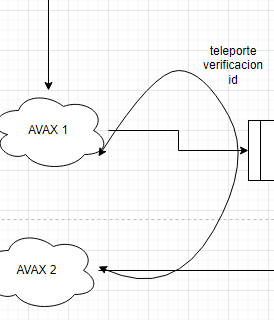 teleporte
verificacion
id
AVAX 1
AVAX 2